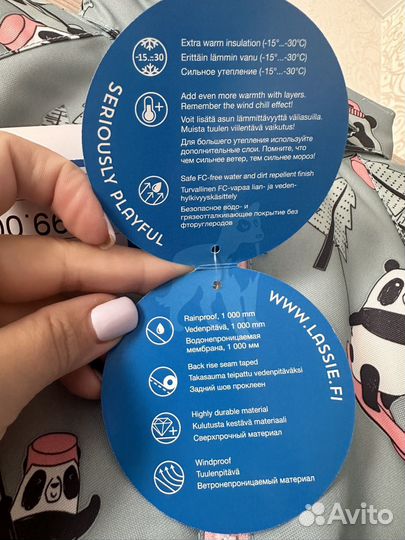 -15...-30
Extra warm insulation (-15°...-30°C)
Erittäin lämmin vanu (-15°...-30°C)
Сильное утепление (-15°...-30°C)
Add even more warmth with layers.
Remember the wind chill effect!
Voit lisätä asun lämmittävyyttä väliasuilla.
Muista tuulen viilentävä vaikutus!
Для большего утепления используйте
дополнительные слои. Помните, что
чем сильнее ветер, тем сильнее мороз!
Safe FC-free water and dirt repellent finish
Turvallinen FC-vapaa lian- ja veden-
hylkivyyskäsittely
Безопасное водо- и
грязеотталкивающее покрытие без
фторуглеродов
SERIOUSLY PLAYFUL
99.00
WWW.LASSIE.FI
Rainproof, 1 000 mm
Vedenpitävä, 1 000 mm
Водонепроницаемая
мембрана, 1 000 мм
Back rise seam taped
Takasauma teipattu vedenpitäväksi
Задний шов проклеен
Highly durable material
Kulutusta kestävä materiaali
Сверхпрочный материал
Windproof
Tuulenpitävä
Ветронепроницаемый материал
Avito